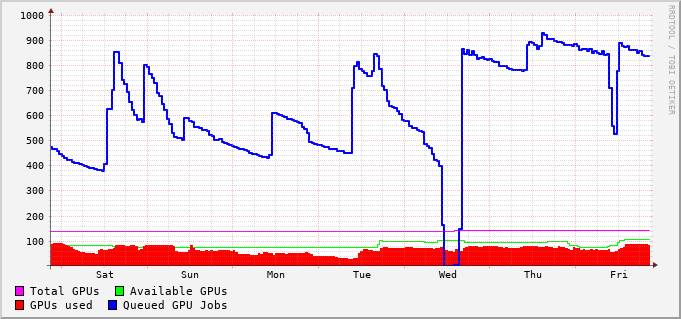 1000
900
800
700
600
500
400
300
200
100
Sat Sun Mon Tue Wed Thu Fri
Total GPUs Available GPUs
GPUs used Queued GPU Jobs
RRDTOOL / TOBI OETIKER